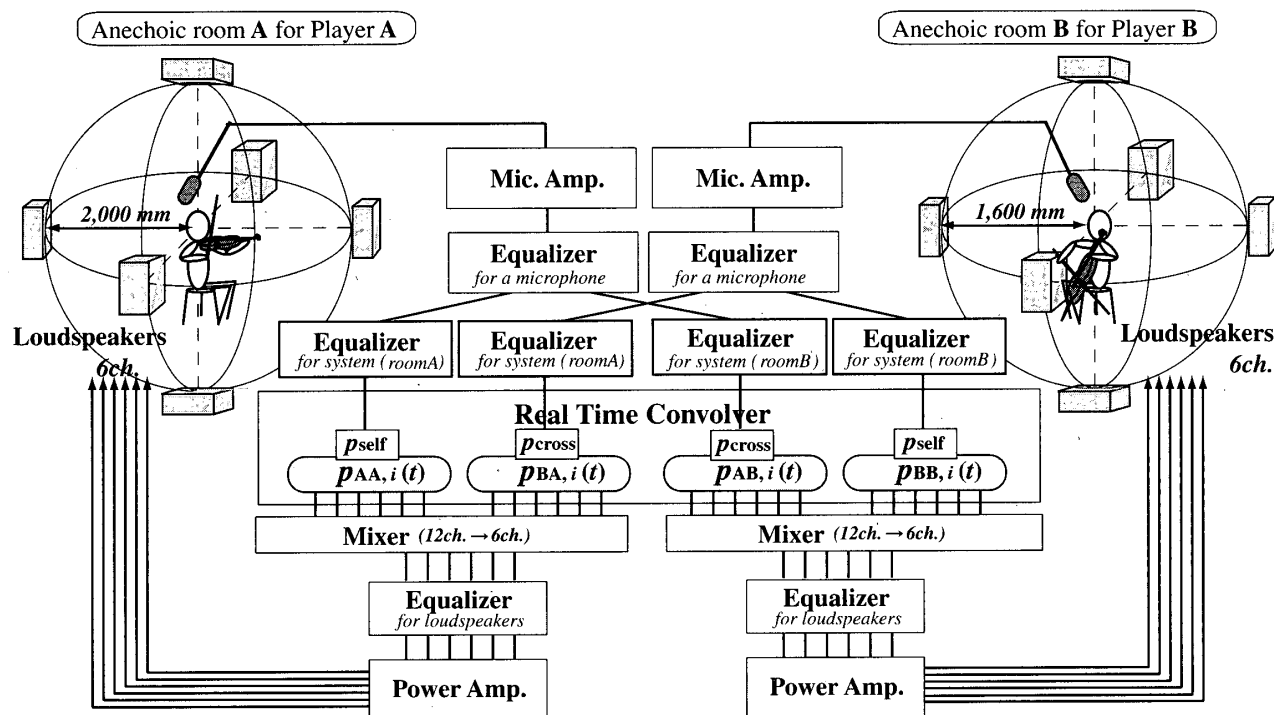 Anechoic room A for Player A
Anechoic room B for Player B
Mic. Amp.
Mic. Amp.
2,000 mm
1,600 mm
Equalizer
for a microphone
Equalizer
for a microphone
Loudspeakers
6ch.
Equalizer
for system (roomA)
Equalizer
for system (roomA)
Equalizer
for system (roomB)
Equalizer
for system (roomB)
Loudspeakers
6ch.
Real Time Convolver
pself
pcross
pcross
pself
pAA, i (t)
pBA, i (t)
pAB, i (t)
pBB, i (t)
Mixer (12ch. → 6ch.)
Mixer (12ch. → 6ch.)
Equalizer
for loudspeakers
Equalizer
for loudspeakers
Power Amp.
Power Amp.